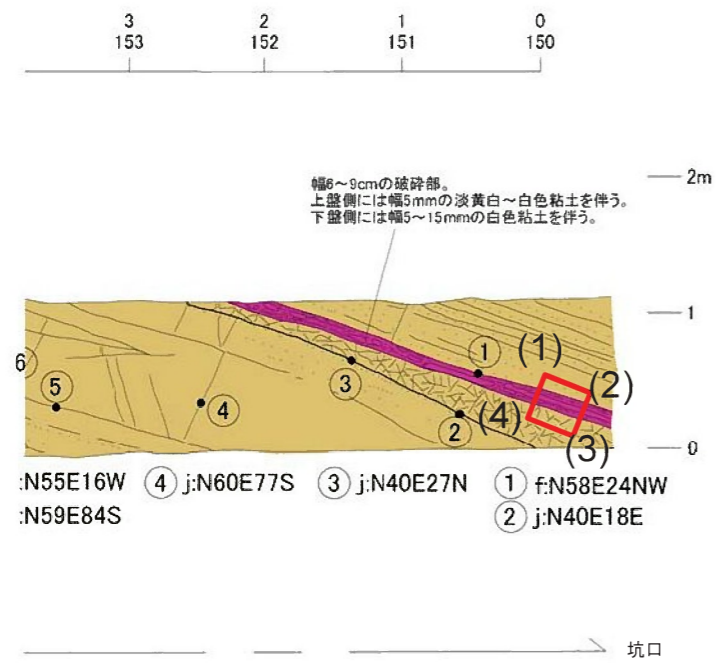 3 2 1 0
153 152 151 150
2m
幅6～9cmの破砕部。
上盤側には幅5mmの淡黄白～白色粘土を伴う。
下盤側には幅5～15mmの白色粘土を伴う。
1
① (1)
6 ⑤ ④ ③ ② (4) (2)
(3)
0
:N55E16W ④ j:N60E77S ③ j:N40E27N ① f:N58E24NW
:N59E84S ② j:N40E18E
坑口